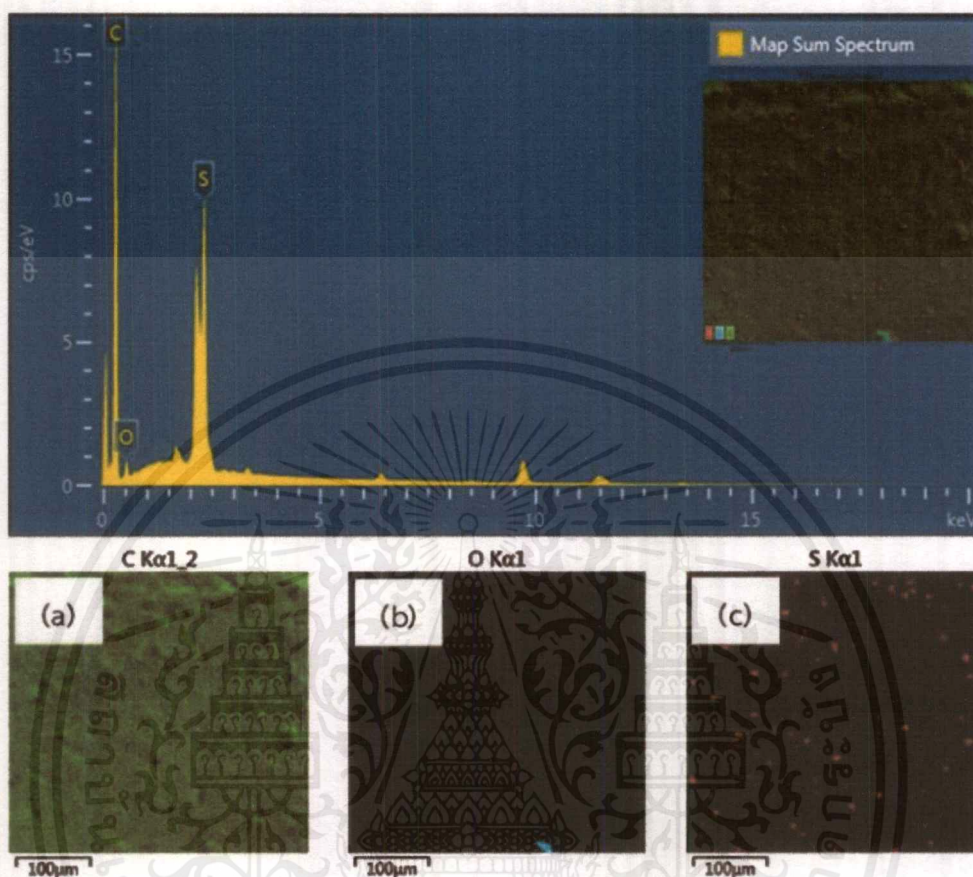 C
Map Sum Spectrum
15
S
10
cps/eV
5
O
0
0 5 10 15 keV
C Kα1_2 O Kα1 S Kα1
(a) (b) (c)
100µm 100µm 100µm